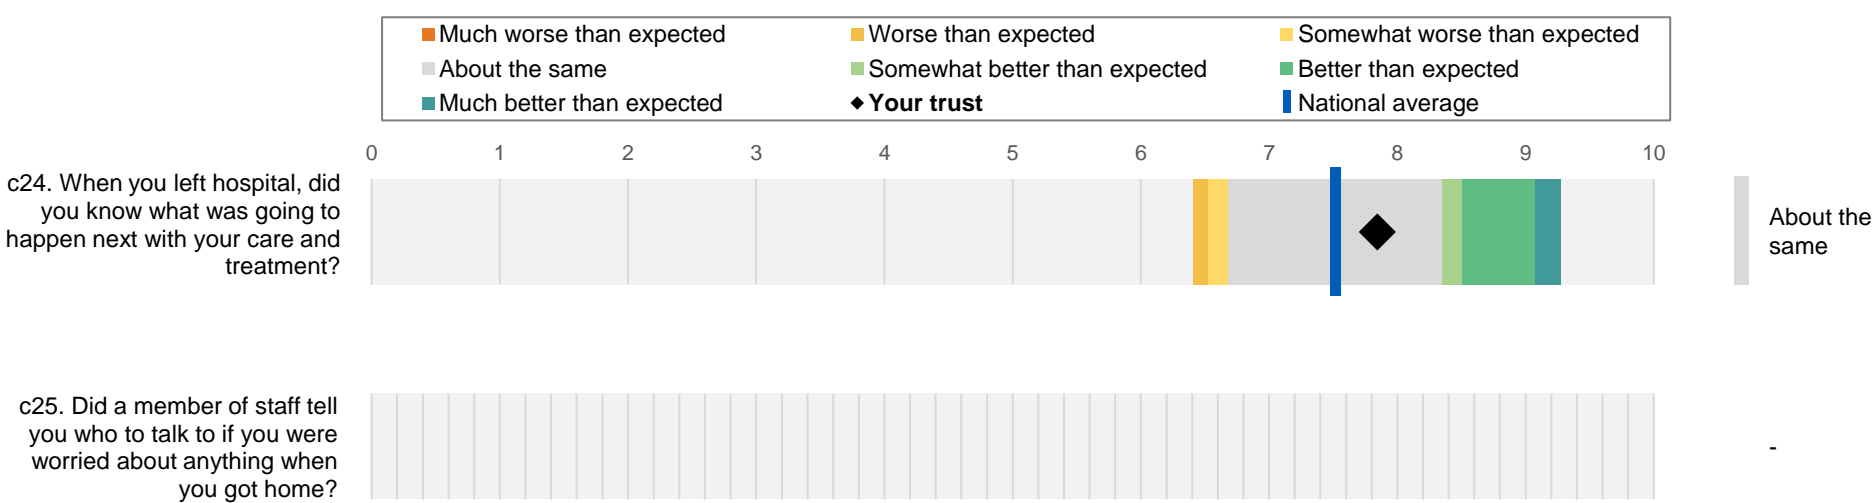 Much worse than expected
Worse than expected
Somewhat worse than expected
About the same
Somewhat better than expected
Better than expected
Much better than expected
Your trust
National average
0 1 2 3 4 5 6 7 8 9 10
c24. When you left hospital, did
you know what was going to
happen next with your care and
treatment?
About the
same
c25. Did a member of staff tell
you who to talk to if you were
worried about anything when
you got home?
-